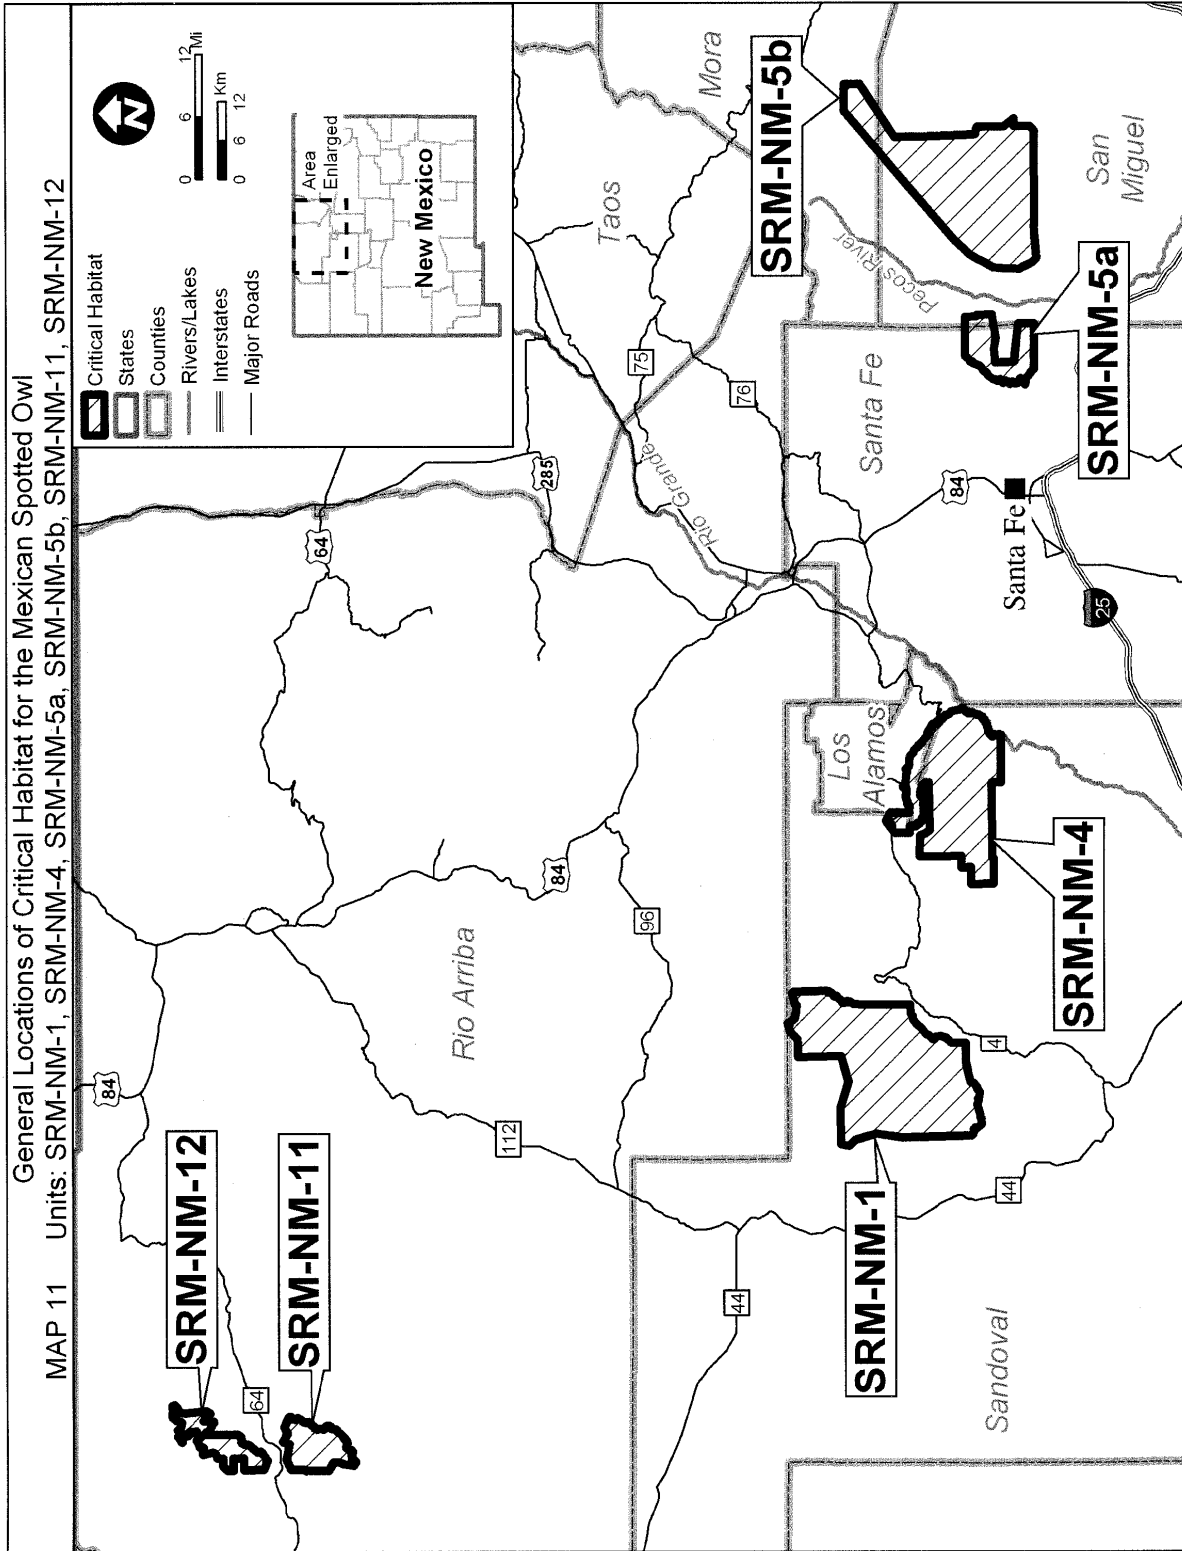 General Locations of Critical Habitat for the Mexican Spotted Owl
MAP 11 Units: SRM-NM-1, SRM-NM-4, SRM-NM-5a, SRM-NM-5b, SRM-NM-11, SRM-NM-12
Critical Habitat
States
Counties
Rivers/Lakes
Interstates
Major Roads
N
0 6 12 Mi
0 6 12 Km
Area
Enlarged
New Mexico
84
SRM-NM-12
64
SRM-NM-11
64
285
Taos
Mora
112
Rio Arriba
84
96
75
76
Rio Grande
SRM-NM-5b
Pecos River
44
SRM-NM-1
Los
Alamos
Santa Fe
84
Santa Fe
SRM-NM-5a
San
Miguel
Sandoval
44
4
SRM-NM-4
25